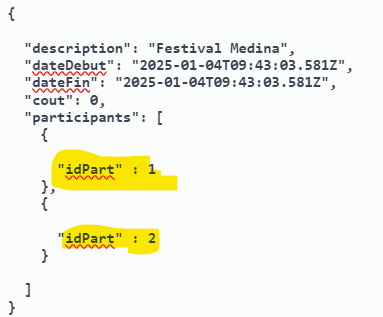 {
"description": "Festival Medina",
"dateDebut": "2025-01-04T09:43:03.581Z",
"dateFin": "2025-01-04T09:43:03.581Z",
"cout": 0,
"participants": [
{
"idPart" : 1
},
{
"idPart" : 2
}
]
}